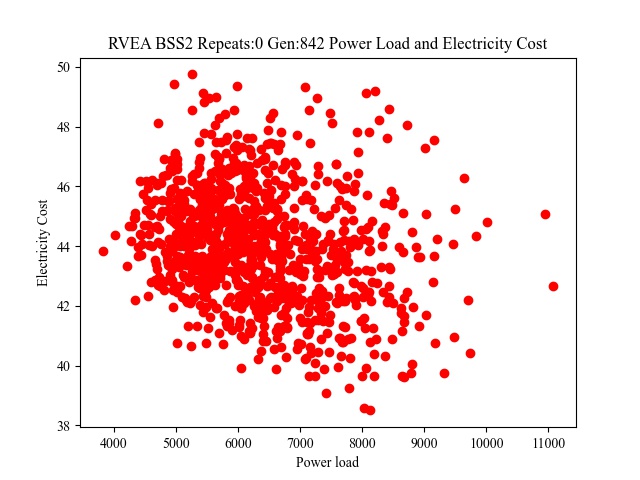 RVEA BSS2 Repeats:0 Gen:842 Power Load and Electricity Cost
50
48
46
44
42
40
38
Electricity Cost
4000 5000 6000 7000 8000 9000 10000 11000
Power load